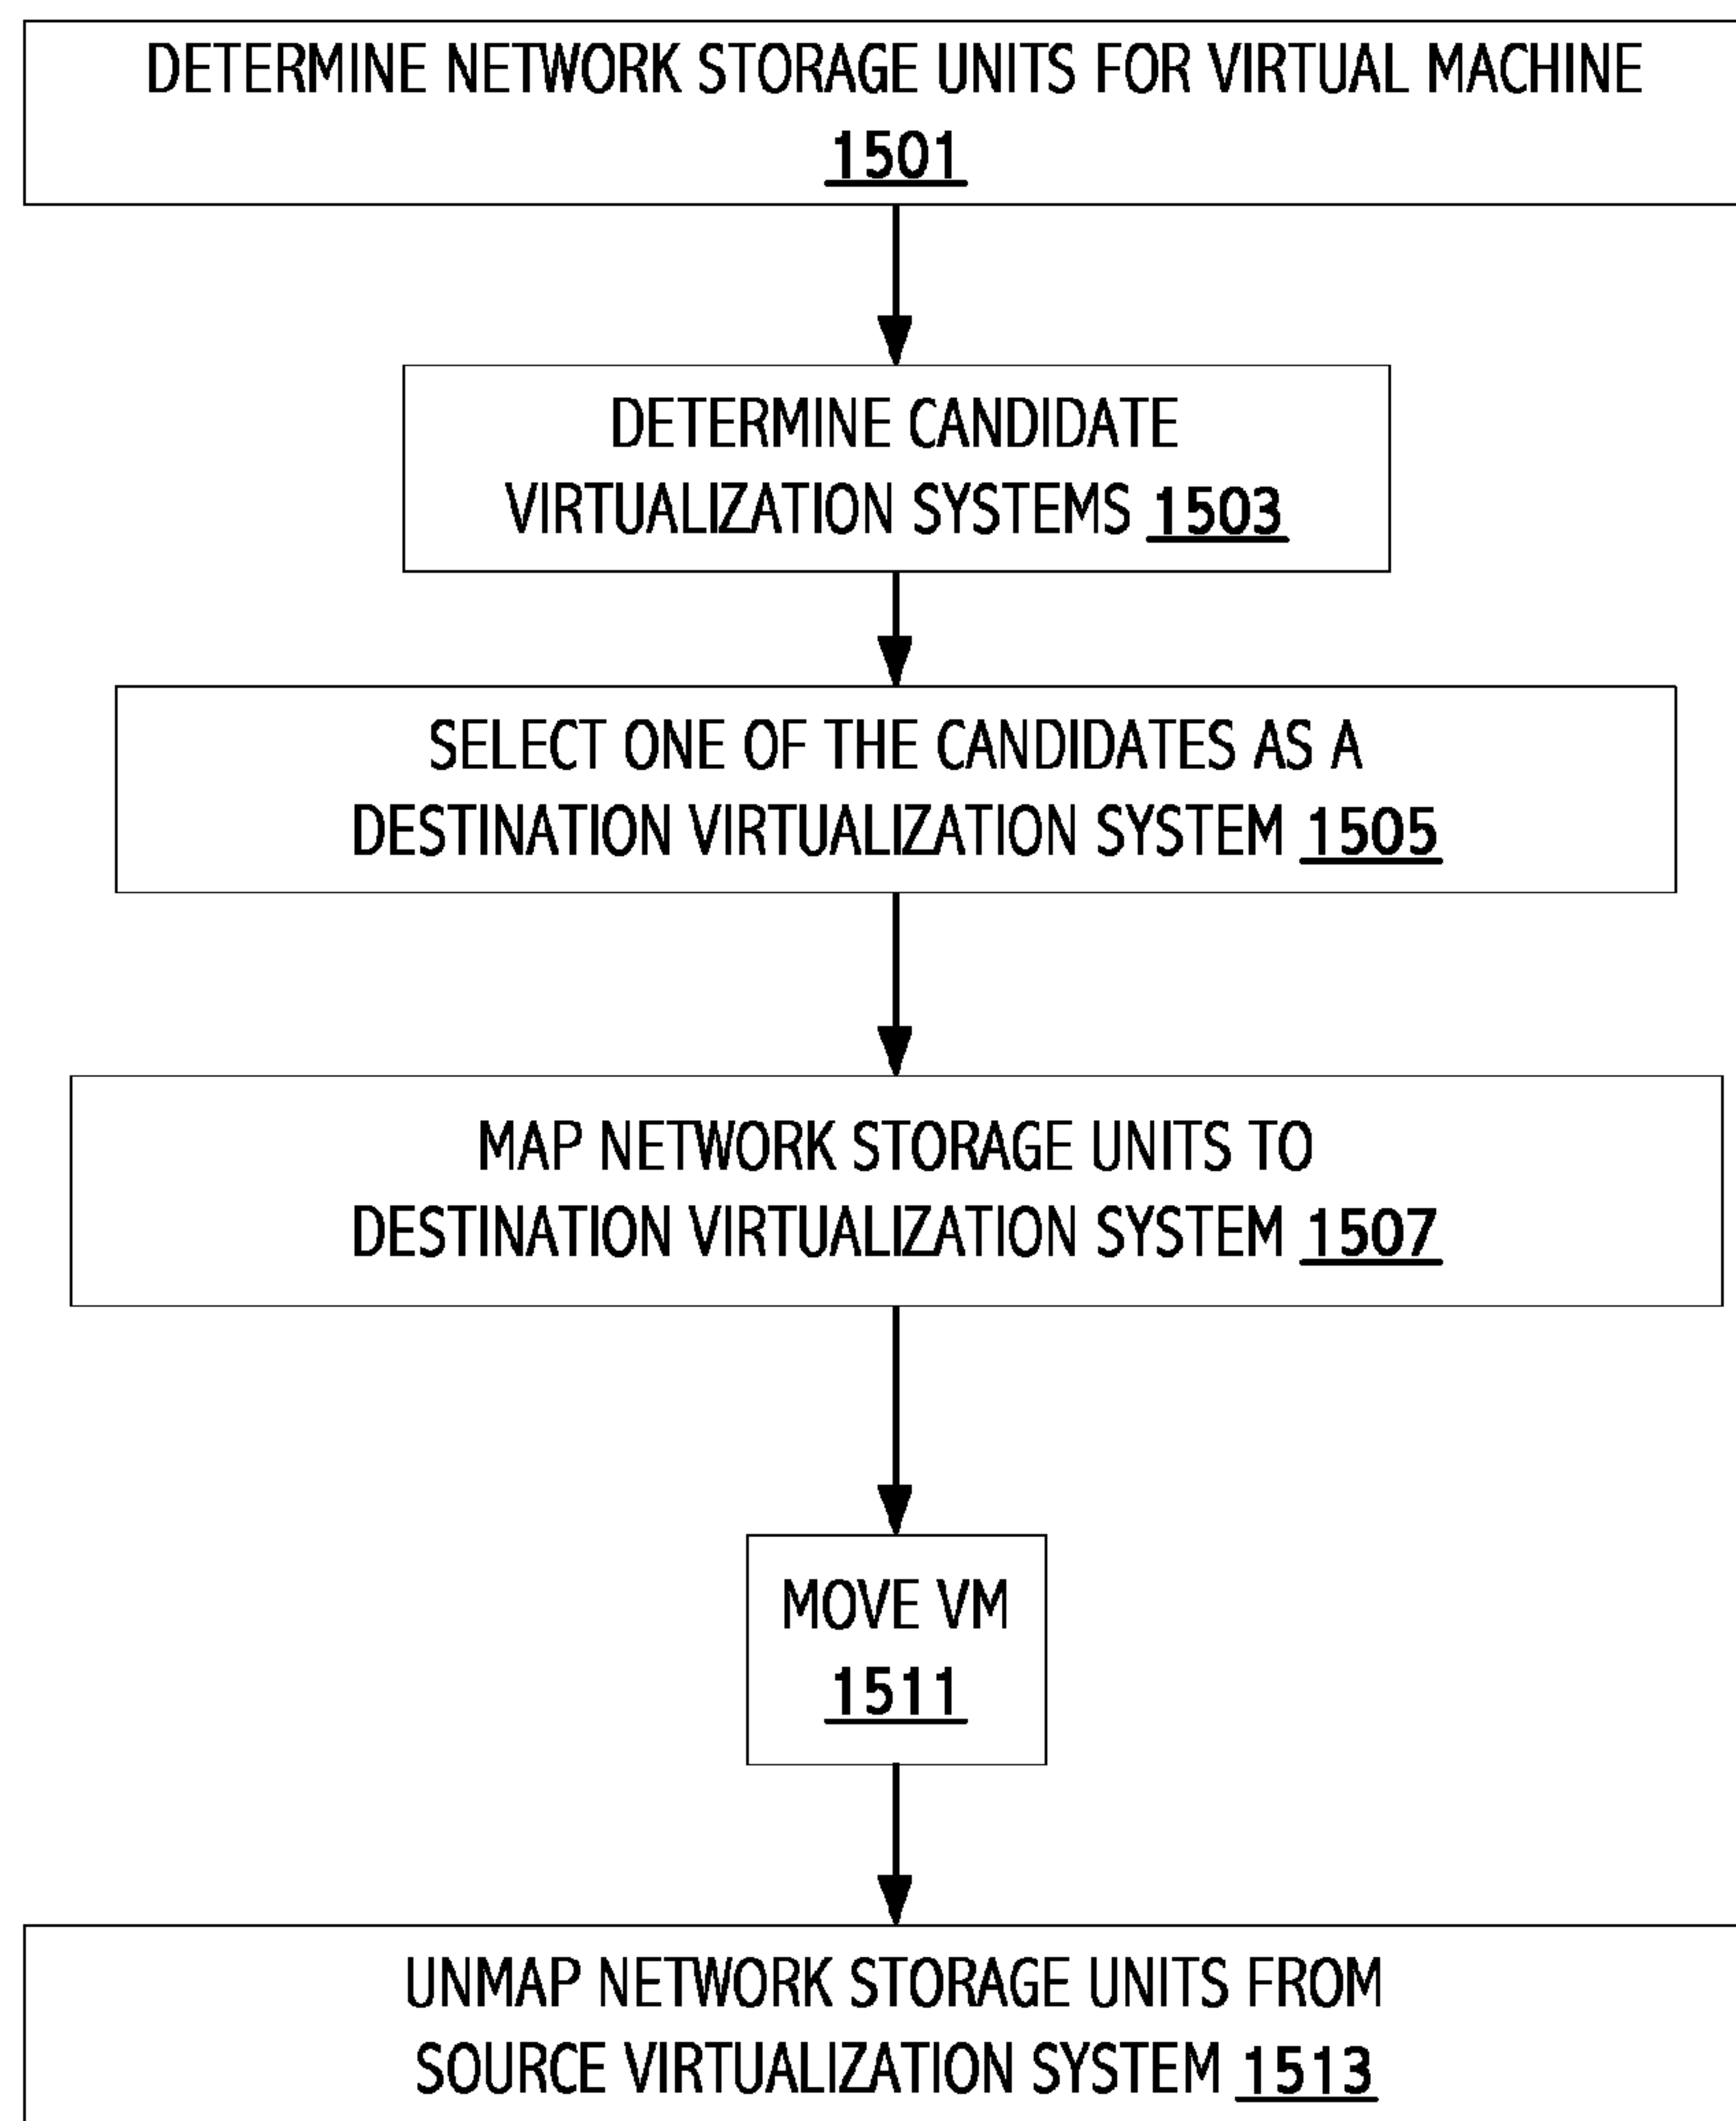 DETERMINE NETWORK STORAGE UNITS FOR VIRTUAL MACHINE
1501
DETERMINE CANDIDATE
VIRTUALIZATION SYSTEMS 1503
SELECT ONE OF THE CANDIDATES AS A
DESTINATION VIRTUALIZATION SYSTEM 1505
MAP NETWORK STORAGE UNITS TO
DESTINATION VIRTUALIZATION SYSTEM 1507
MOVE VM
1511
UNMAP NETWORK STORAGE UNITS FROM
SOURCE VIRTUALIZATION SYSTEM 1513